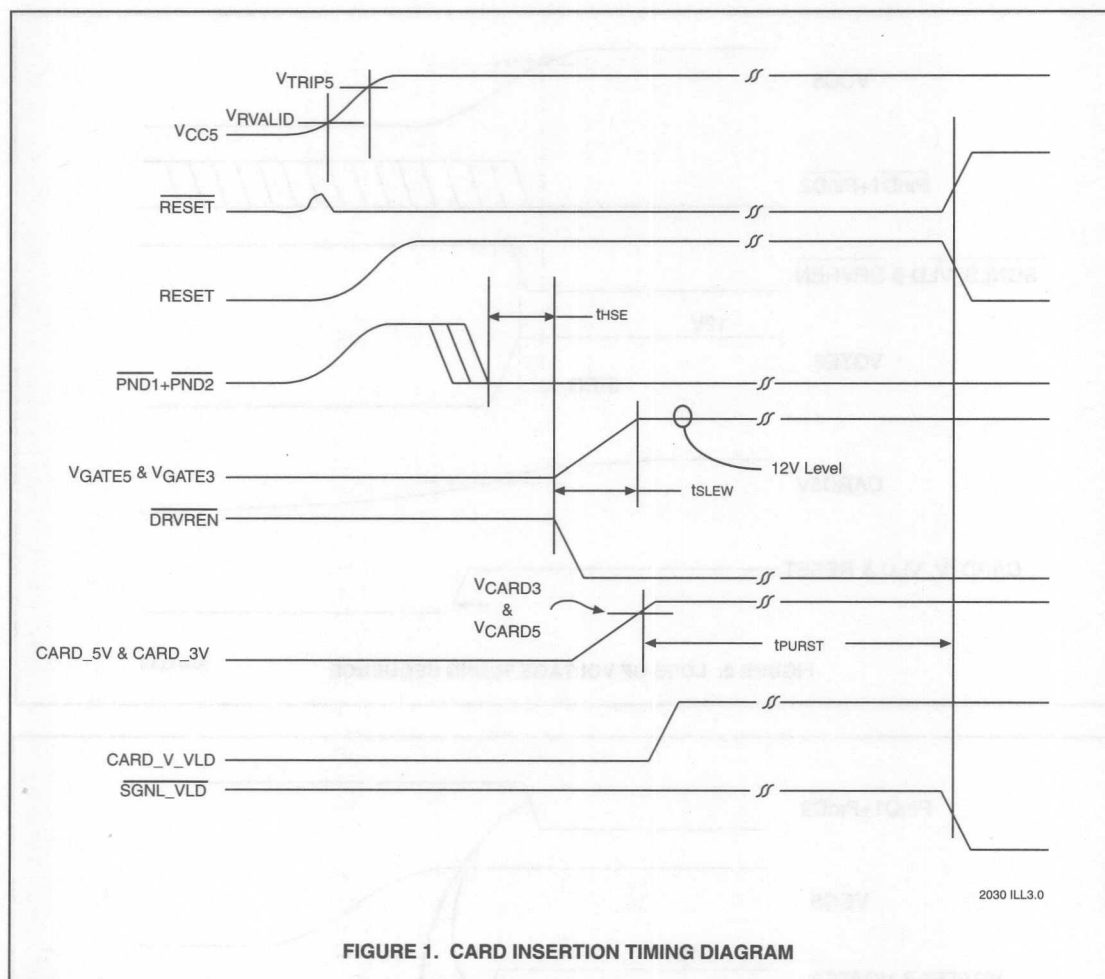 VTRIP5
VRVALID
VCC5
RESET
RESET
tHSE
PND1+PND2
12V Level
VGATE5 & VGATE3
tSLEW
DRVREN
VCARD3
&
VCARD5
tPURST
CARD_5V & CARD_3V
CARD_V_VLD
SGNL_VLD
2030 ILL3.0
FIGURE 1. CARD INSERTION TIMING DIAGRAM